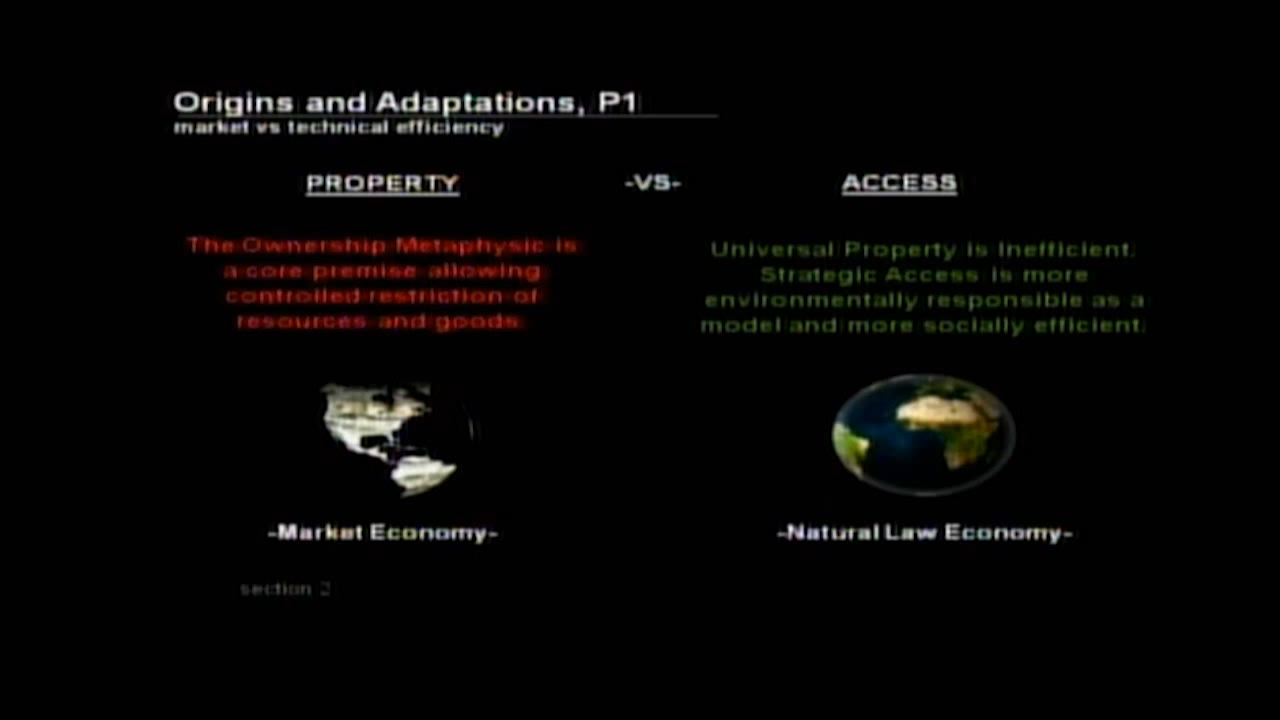 Origins and Adaptations, P1
market vs technical efficiency
PROPERTY -VS- ACCESS
The Ownership Metaphysic is
a core premise allowing
controlled restriction of
resources and goods
Universal Property is Inefficient.
Strategic Access is more
environmentally responsible as a
model and more socially efficient.
-Market Economy-
-Natural Law Economy-
section 2